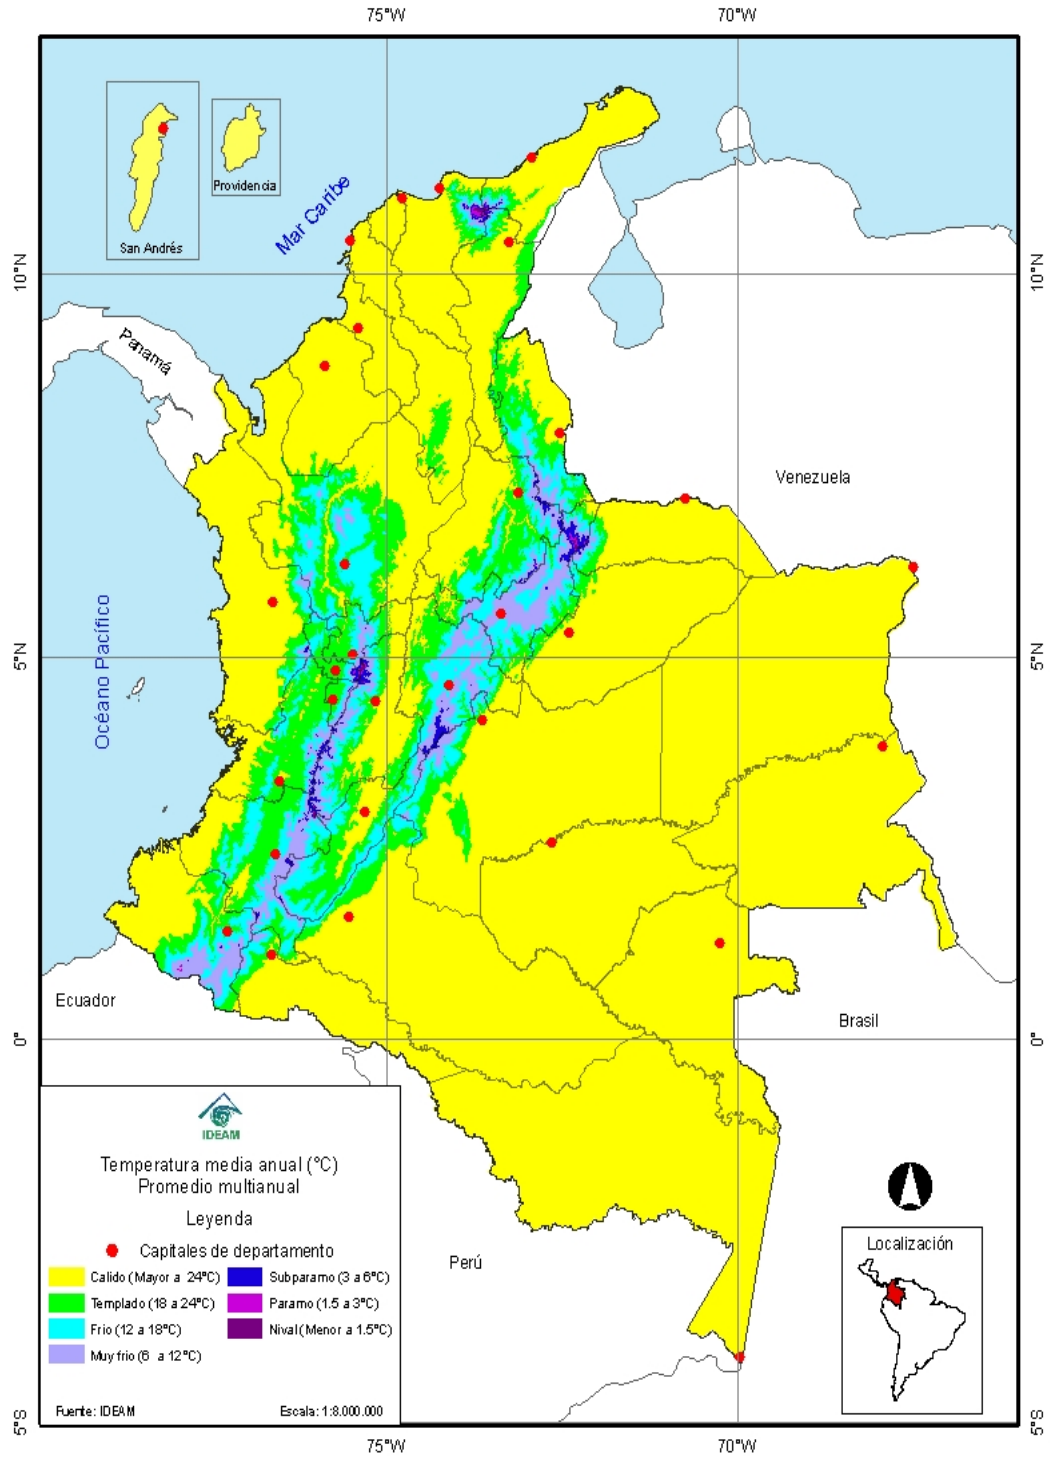 75°W
70°W
San Andrés
Providencia
Mar Caribe
10°N
10°N
Panamá
Venezuela
Océano Pacífico
5°N
5°N
Ecuador
Brasil
0°
0°
IDEAM
Temperatura media anual (°C)
Promedio multianual
Leyenda
Capitales de departamento
Calido (Mayor a 24°C)
Templado (18 a 24°C)
Frio (12 a 18°C)
Muy frio (6 a 12°C)
Subparamo (3 a 6°C)
Paramo (1.5 a 3°C)
Nival (Menor a 1.5°C)
Fuente: IDEAM
Escala: 1:8.000.000
Perú
Localización
5°S
5°S
75°W
70°W